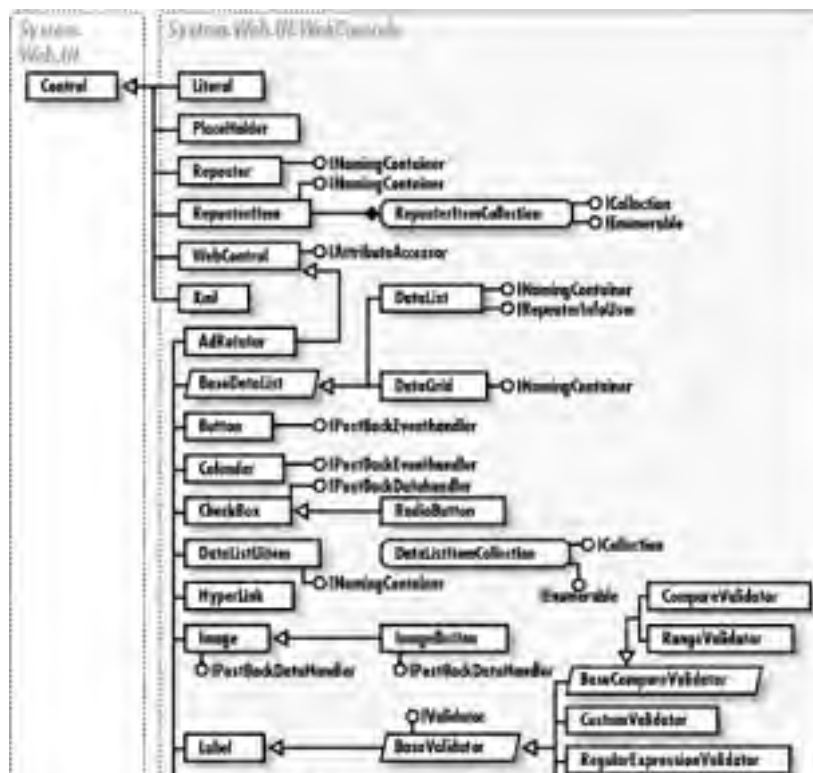 System.
Web.UI
System.Web.UI.WebControls
Control
Literal
PlaceHolder
Repeater
INamingContainer
INamingContainer
RepeaterItem
RepeaterItemCollection
ICollection
IEnumerable
WebControl
IAttributeAccessor
Xml
DataList
INamingContainer
IRepeaterInfoUser
AdRotator
BaseDataList
DataGrid
INamingContainer
Button
IPostBackEventhandler
Calendar
IPostBackEventhandler
IPostBackDatahandler
CheckBox
RadioButton
DataListItemCollection
ICollection
INamingContainer
IEnumerable
HyperLink
CompareValidator
RangeValidator
Image
ImageButton
IPostBackDataHandler
IPostBackDataHandler
BaseCompareValidator
IValidator
CustomValidator
Label
BaseValidator
RegularExpressionValidator